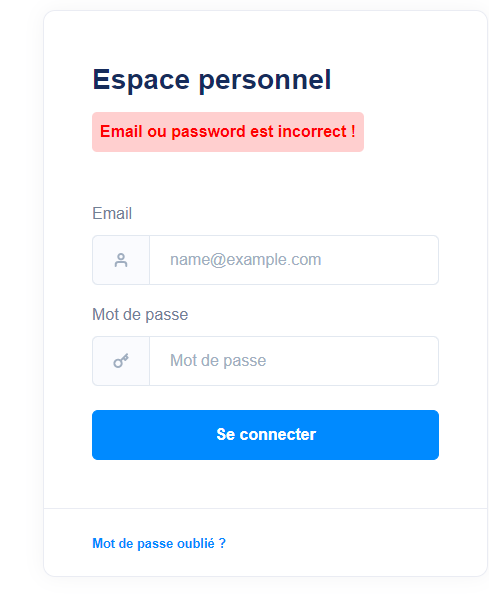 Espace personnel
Email ou password est incorrect !
Email
name@example.com
Mot de passe
Mot de passe
Se connecter
Mot de passe oublié ?